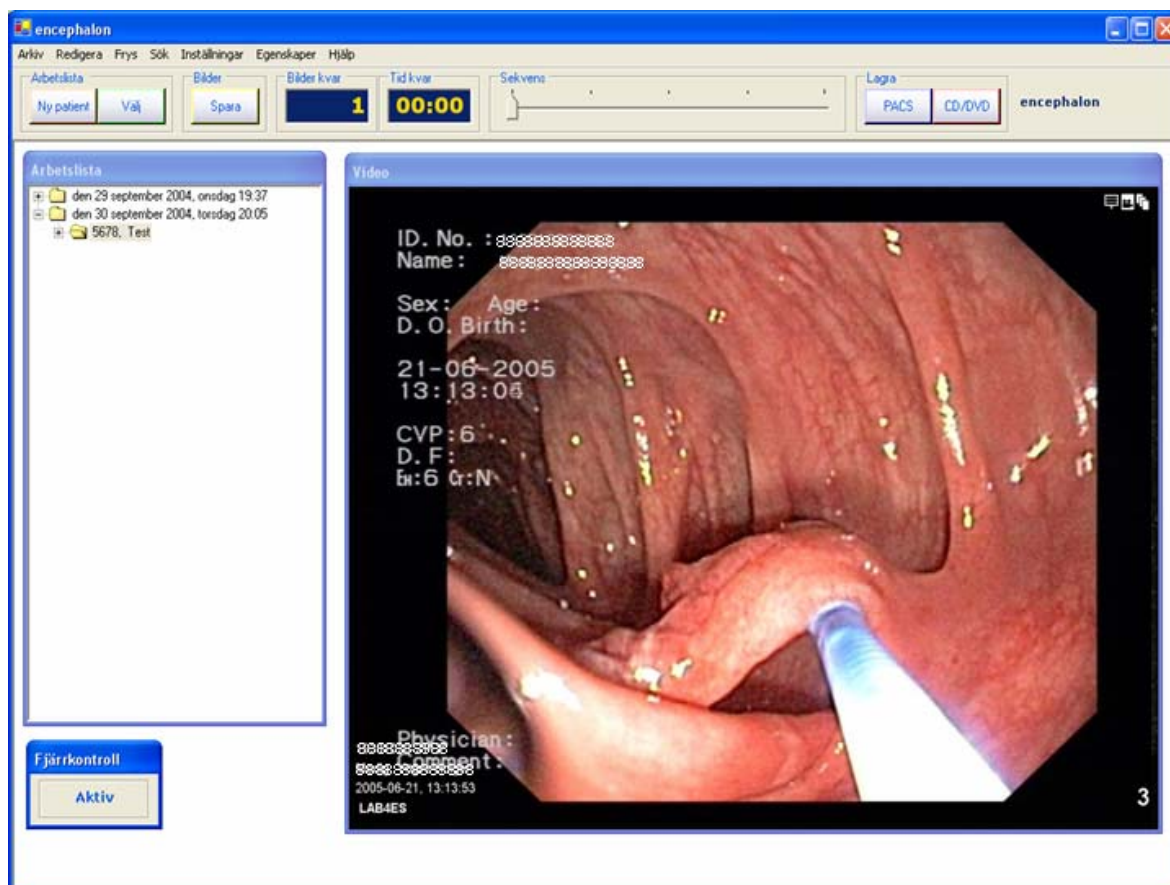 encephalon
Arkiv Redigera Frys Sök Inställningar Egenskaper Hjälp
Arbetslista Bilder Bilder kvar Tid kvar Sekvens Lagra
Ny patient Välj Spara 1 00:00 PACS CD/DVD encephalon
Arbetslista
den 29 september 2004, onsdag 19:37
den 30 september 2004, torsdag 20:05
5678, Test
Fjärrkontroll
Aktiv
Video
ID. No. :
Name:
Sex: Age:
D. O. Birth:
21-06-2005
13:13:06
CVP:6
D. F:
Eh:6 Cr:N
Physician:
Comment:
2005-06-21, 13:13:53
LAB4ES
3